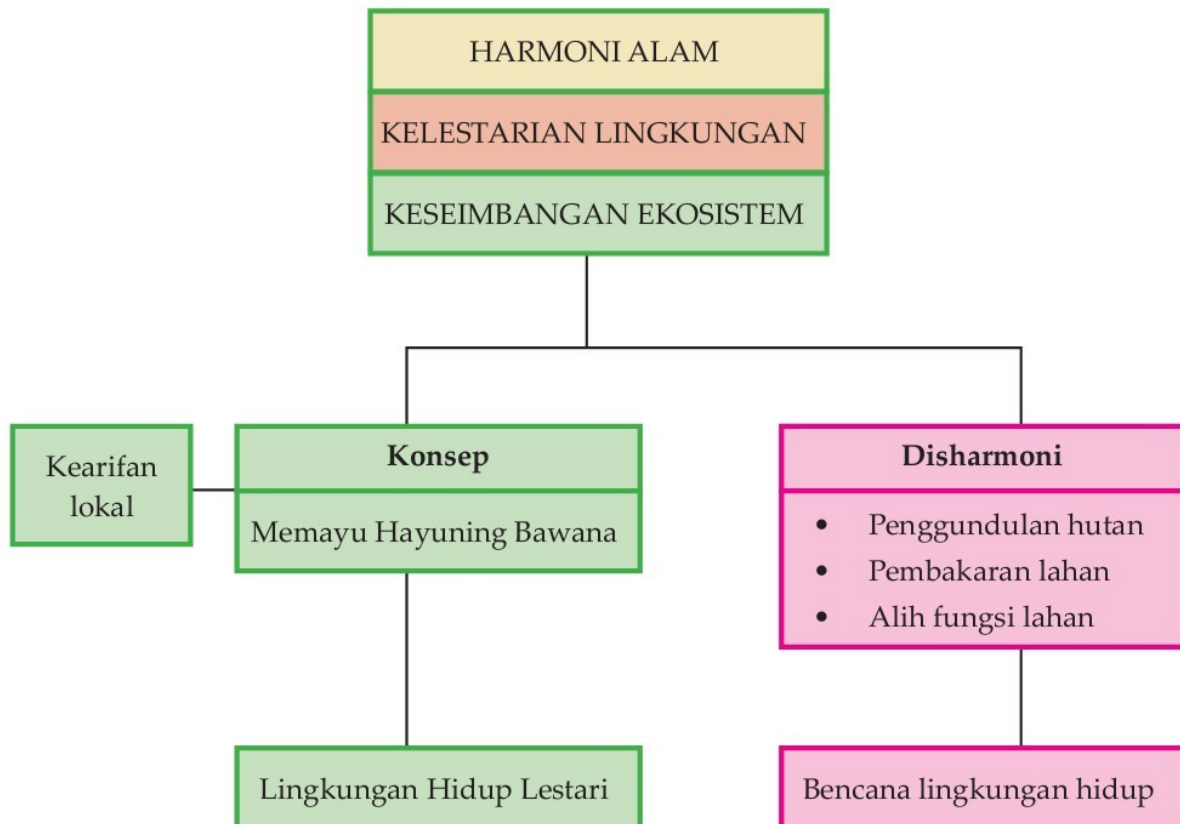 HARMONI ALAM
KELESTARIAN LINGKUNGAN
KESEIMBANGAN EKOSISTEM
Kearifan
lokal
Konsep
Memayu Hayuning Bawana
Disharmoni
• Penggundulan hutan
• Pembakaran lahan
• Alih fungsi lahan
Lingkungan Hidup Lestari
Bencana lingkungan hidup